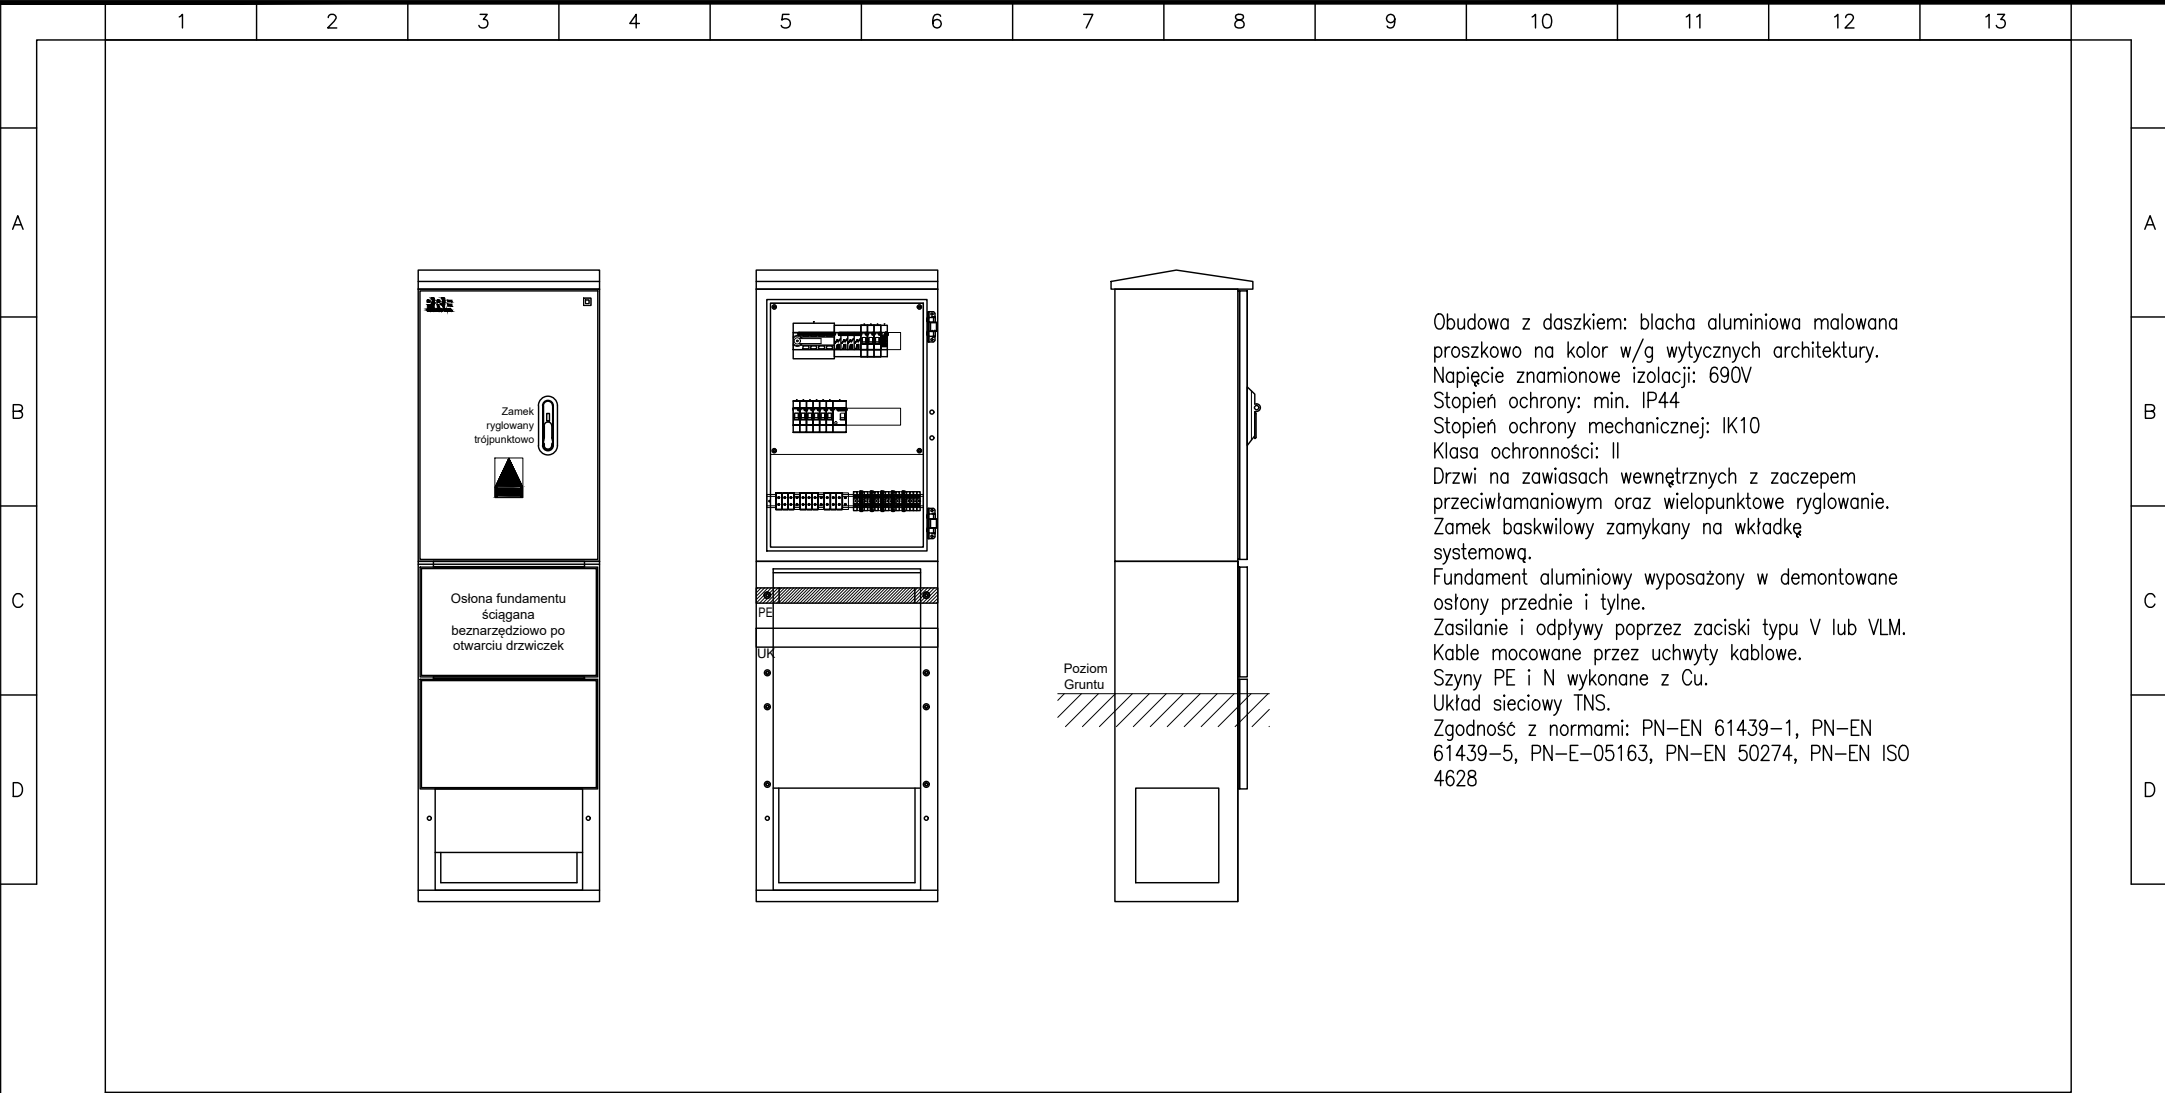 1 2 3 4 5 6 7 8 9 10 11 12 13
A A
B B
C C
D D
Zamek
ryglowany
trójpunktowo
Osłona fundamentu
ściągana
beznarzędziowo po
otwarciu drzwiczek
PE
UK
Poziom
Gruntu
Obudowa z daszkiem: blacha aluminiowa malowana
proszkowo na kolor w/g wytycznych architektury.
Napięcie znamionowe izolacji: 690V
Stopień ochrony: min. IP44
Stopień ochrony mechanicznej: IK10
Klasa ochronności: II
Drzwi na zawiasach wewnętrznych z zaczepem
przeciwłamaniowym oraz wielopunktowe ryglowanie.
Zamek baskwilowy zamykany na wkładkę
systemową.
Fundament aluminiowy wyposażony w demontowane
osłony przednie i tylne.
Zasilanie i odpływy poprzez zaciski typu V lub VLM.
Kable mocowane przez uchwyty kablowe.
Szyny PE i N wykonane z Cu.
Układ sieciowy TNS.
Zgodność z normami: PN-EN 61439-1, PN-EN
61439-5, PN-E-05163, PN-EN 50274, PN-EN ISO
4628